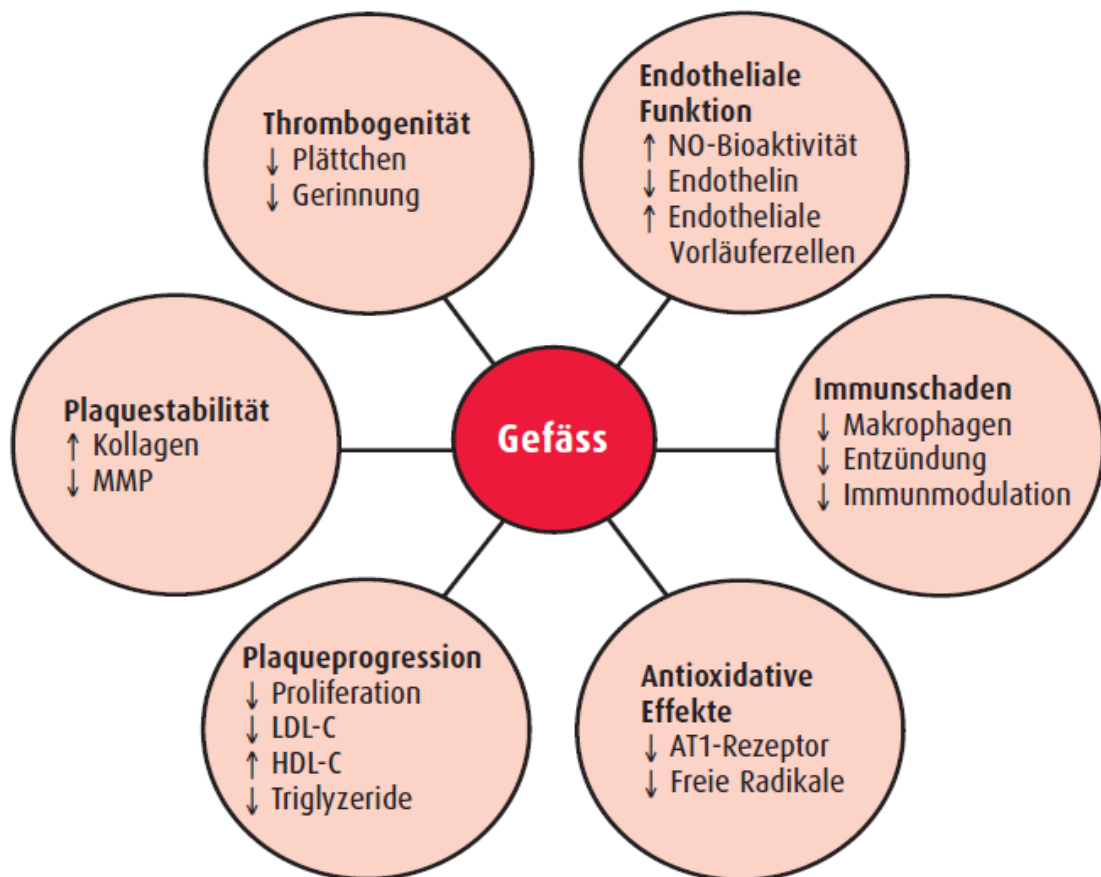 Thrombogenität
↓ Plättchen
↓ Gerinnung
Endotheliale
Funktion
↑ NO-Bioaktivität
↓ Endothelin
↑ Endotheliale
Vorläuferzellen
Plaquestabilität
↑ Kollagen
↓ MMP
Gefäss
Immunschaden
↓ Makrophagen
↓ Entzündung
↓ Immunmodulation
Plaqueprogression
↓ Proliferation
↓ LDL-C
↑ HDL-C
↓ Triglyzeride
Antioxidative
Effekte
↓ AT1-Rezeptor
↓ Freie Radikale